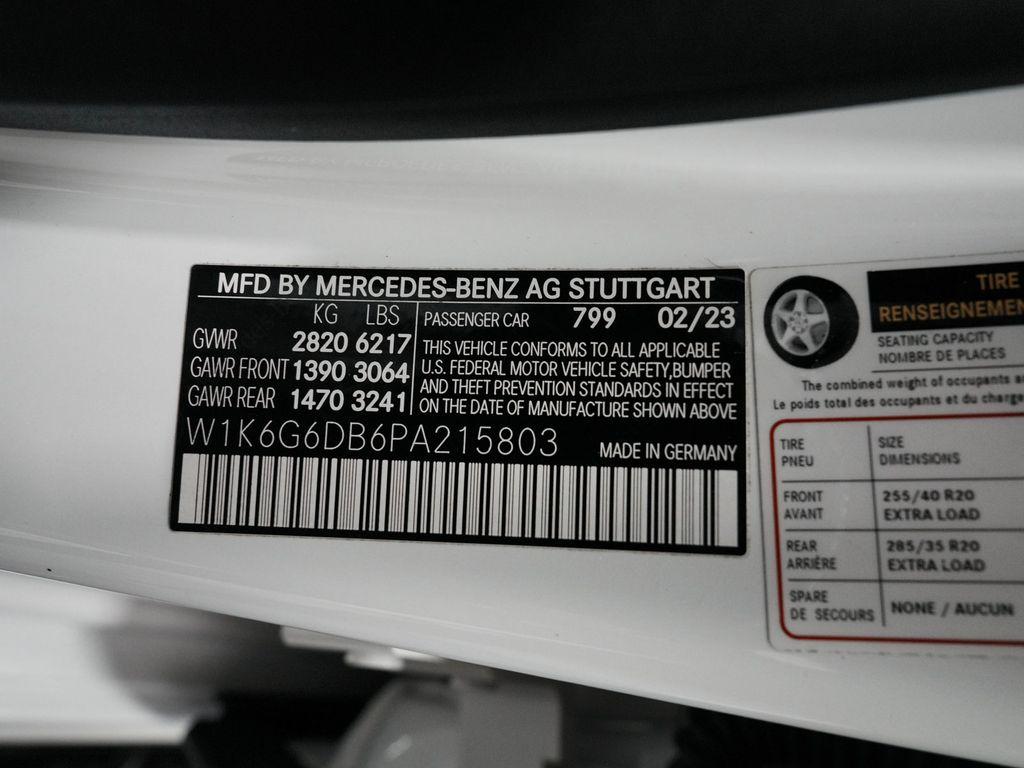 MFD BY MERCEDES-BENZ AG STUTTGART
KG LBS
GVWR 2820 6217
GAWR FRONT 1390 3064
GAWR REAR 1470 3241
PASSENGER CAR 799 02/23
THIS VEHICLE CONFORMS TO ALL APPLICABLE
U.S. FEDERAL MOTOR VEHICLE SAFETY, BUMPER
AND THEFT PREVENTION STANDARDS IN EFFECT
ON THE DATE OF MANUFACTURE SHOWN ABOVE
W1K6G6DB6PA215803
MADE IN GERMANY
TIRE
RENSEIGNEMEN
SEATING CAPACITY
NOMBRE DE PLACES
The combined weight of occupants a
Le poids total des occupants et du charge
TIRE SIZE
PNEU DIMENSIONS
FRONT 255/40 R20
AVANT EXTRA LOAD
REAR 285/35 R20
ARRIÈRE EXTRA LOAD
SPARE NONE / AUCUN
DE SECOURS